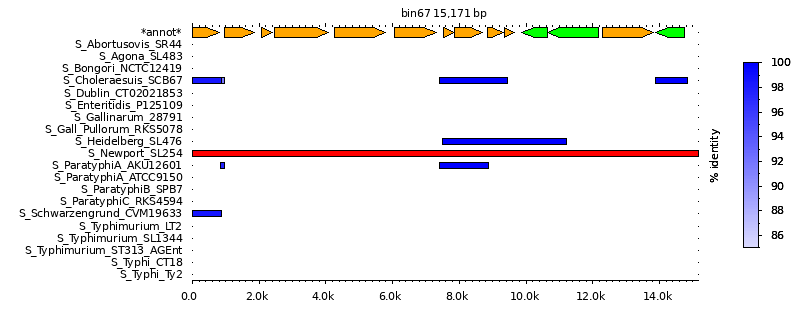 bin67 15,171 bp
*annot*
S_Abortusovis_SR44
S_Agona_SL483
S_Bongori_NCTC12419
S_Choleraesuis_SCB67
S_Dublin_CT02021853
S_Enteritidis_P125109
S_Gallinarum_28791
S_Gall_Pullorum_RKS5078
S_Heidelberg_SL476
S_Newport_SL254
S_ParatyphiA_AKU12601
S_ParatyphiA_ATCC9150
S_ParatyphiB_SPB7
S_ParatyphiC_RKS4594
S_Schwarzengrund_CVM19633
S_Typhimurium_LT2
S_Typhimurium_SL1344
S_Typhimurium_ST313_AGEnt
S_Typhi_CT18
S_Typhi_Ty2
0.0 2.0k 4.0k 6.0k 8.0k 10.0k 12.0k 14.0k
% identity
100
98
96
94
92
90
88
86